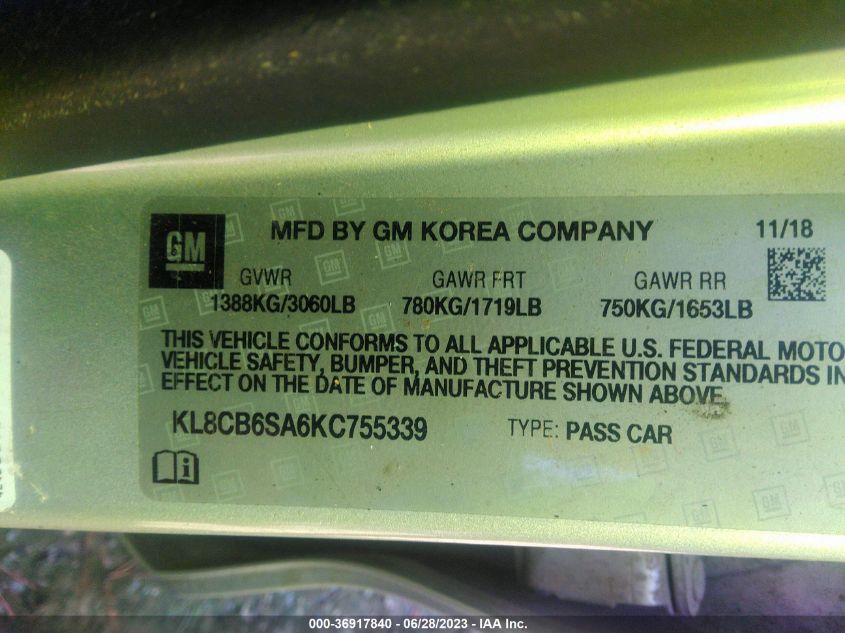 GM
MFD BY GM KOREA COMPANY
11/18
GVWR
GAWR FRT
GAWR RR
1388KG/3060LB
780KG/1719LB
750KG/1653LB
THIS VEHICLE CONFORMS TO ALL APPLICABLE U.S. FEDERAL MOTO
VEHICLE SAFETY, BUMPER, AND THEFT PREVENTION STANDARDS IN
EFFECT ON THE DATE OF MANUFACTURE SHOWN ABOVE.
KL8CB6SA6KC755339
TYPE: PASS CAR
000-36917840 - 06/28/2023 - IAA Inc.